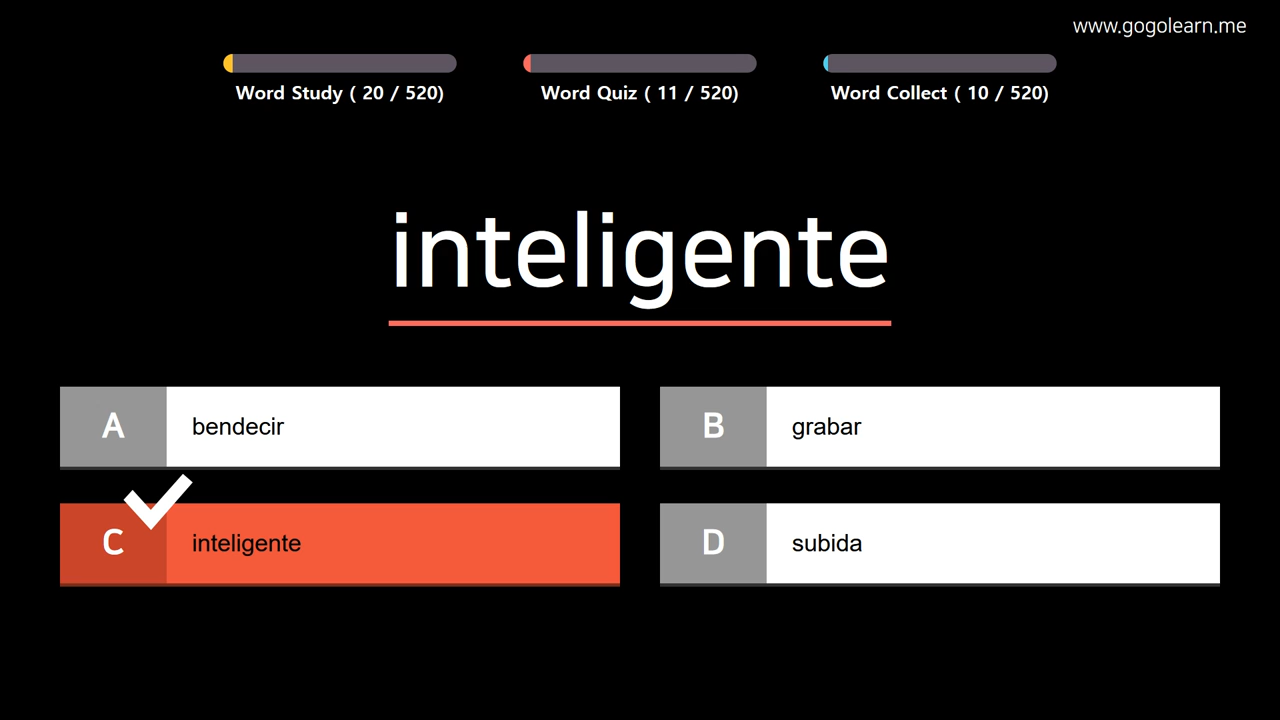 www.gogolearn.me
Word Study ( 20 / 520)
Word Quiz ( 11 / 520)
Word Collect ( 10 / 520)
inteligente
A bendecir
B grabar
C inteligente
D subida